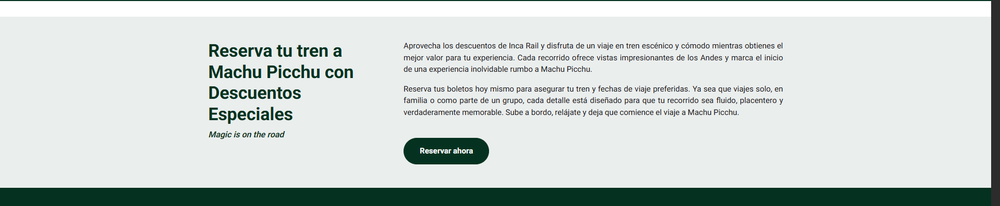 Reserva tu tren a
Machu Picchu con
Descuentos
Especiales
Magic is on the road
Aprovecha los descuentos de Inca Rail y disfruta de un viaje en tren escénico y cómodo mientras obtienes el
mejor valor para tu experiencia. Cada recorrido ofrece vistas impresionantes de los Andes y marca el inicio
de una experiencia inolvidable rumbo a Machu Picchu.
Reserva tus boletos hoy mismo para asegurar tu tren y fechas de viaje preferidas. Ya sea que viajes solo, en
familia o como parte de un grupo, cada detalle está diseñado para que tu recorrido sea fluido, placentero y
verdaderamente memorable. Sube a bordo, relájate y deja que comience el viaje a Machu Picchu.
Reservar ahora